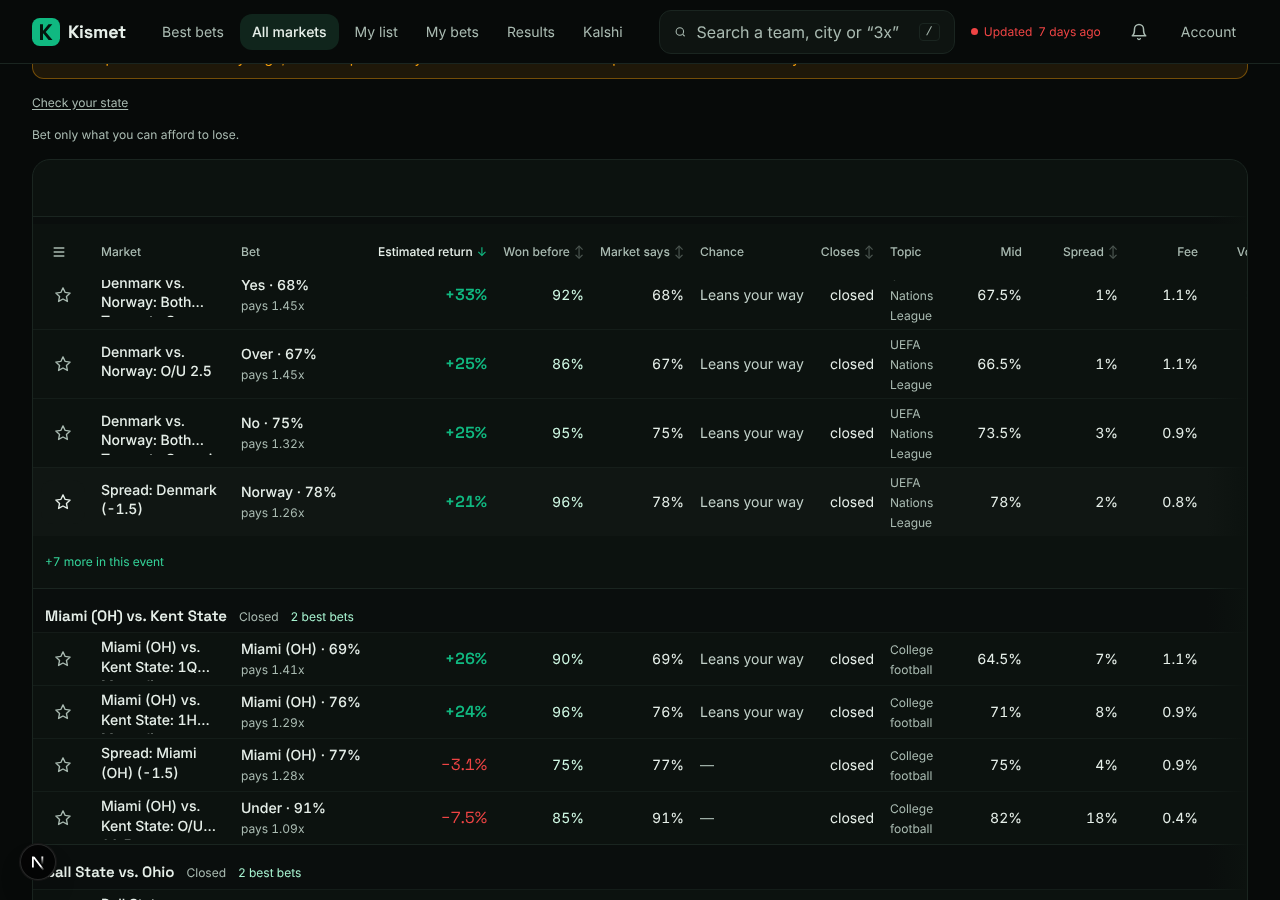 Kismet
Best bets
All markets
My list
My bets
Results
Kalshi
Search a team, city or “3x”
/
Updated 7 days ago
Account
Check your state
Bet only what you can afford to lose.
Market Bet Estimated return ↓ Won before Market says Chance Closes Topic Mid Spread Fee
Denmark vs.
Norway: Both...
Yes · 68%
pays 1.45x
+33% 92% 68% Leans your way closed
Nations
League
67.5% 1% 1.1%
Denmark vs.
Norway: O/U 2.5
Over · 67%
pays 1.45x
+25% 86% 67% Leans your way closed
UEFA
Nations
League
66.5% 1% 1.1%
Denmark vs.
Norway: Both...
No · 75%
pays 1.32x
+25% 95% 75% Leans your way closed
UEFA
Nations
League
73.5% 3% 0.9%
Spread: Denmark
(-1.5)
Norway · 78%
pays 1.26x
+21% 96% 78% Leans your way closed
UEFA
Nations
League
78% 2% 0.8%
+7 more in this event
Miami (OH) vs. Kent State Closed 2 best bets
Miami (OH) vs.
Kent State: 1Q...
Miami (OH) · 69%
pays 1.41x
+26% 90% 69% Leans your way closed
College
football
64.5% 7% 1.1%
Miami (OH) vs.
Kent State: 1H...
Miami (OH) · 76%
pays 1.29x
+24% 96% 76% Leans your way closed
College
football
71% 8% 0.9%
Spread: Miami
(OH) (-1.5)
Miami (OH) · 77%
pays 1.28x
−3.1% 75% 77% — closed
College
football
75% 4% 0.9%
Miami (OH) vs.
Kent State: O/U...
Under · 91%
pays 1.09x
−7.5% 85% 91% — closed
College
football
82% 18% 0.4%
N
Ball State vs. Ohio Closed 2 best bets